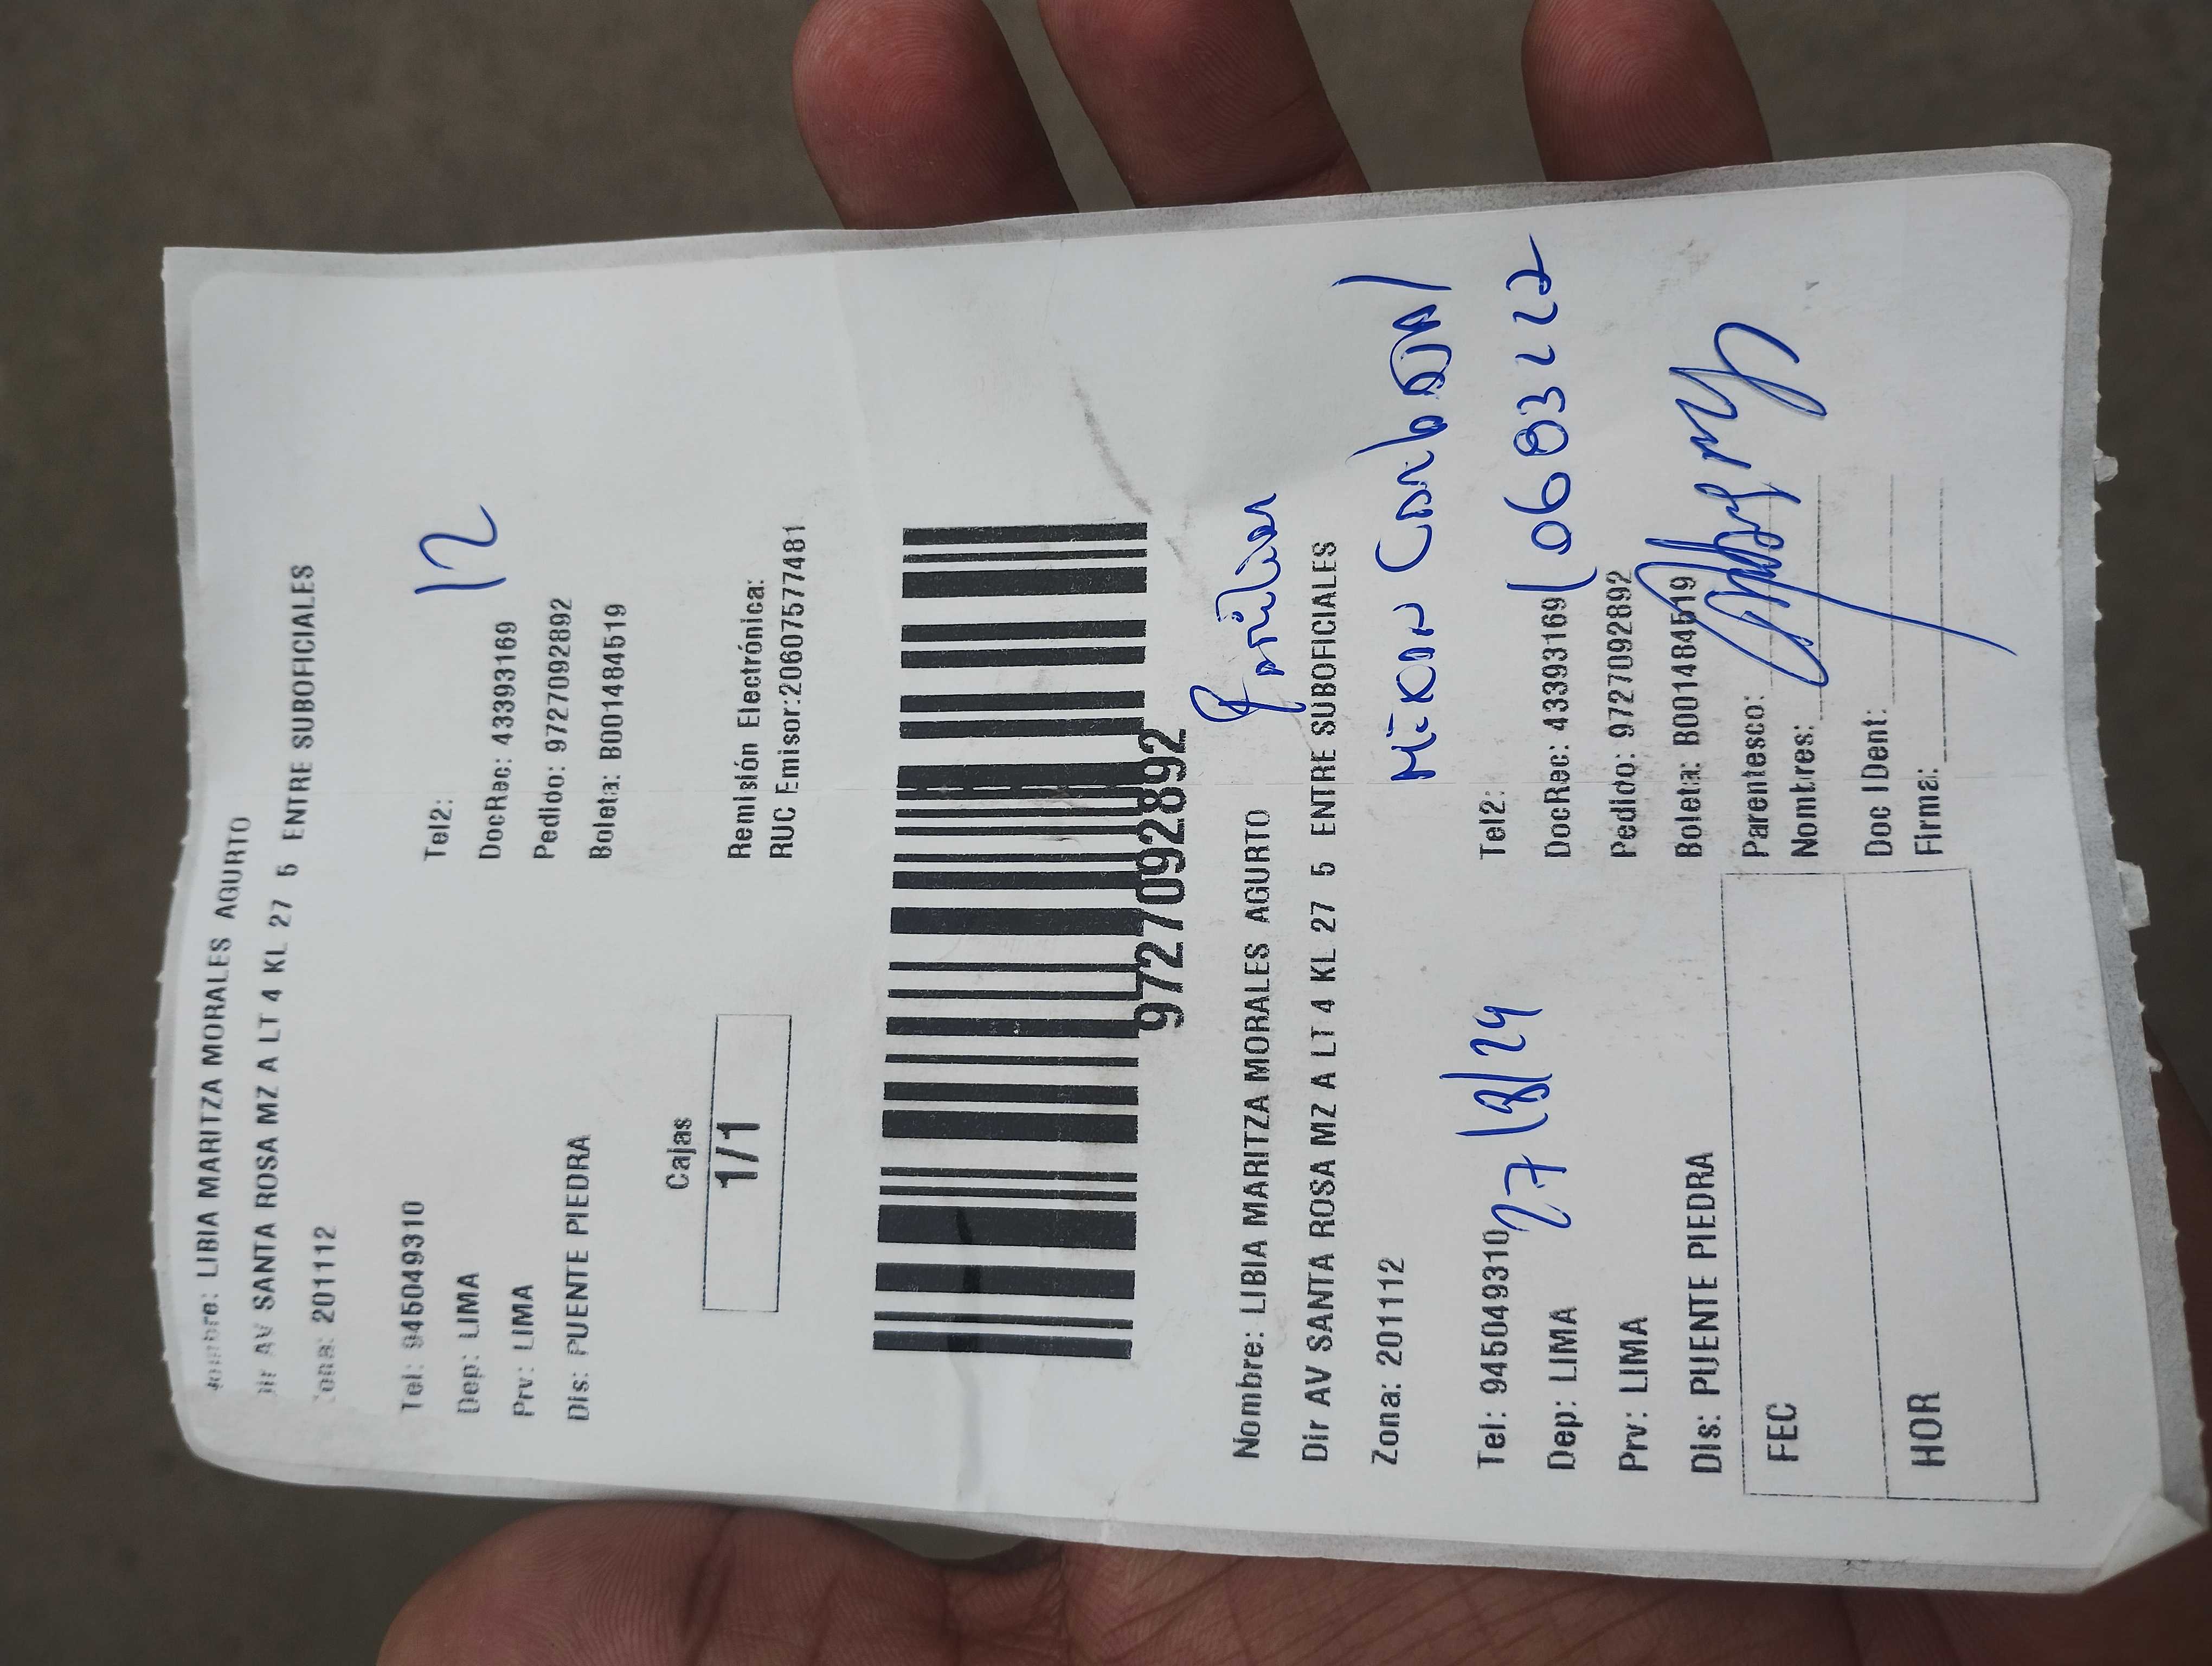 Nombre: LIBIA MARITZA MORALES AGURTO
Dir AV SANTA ROSA MZ A LT 4 KL 27 5 ENTRE SUBOFICIALES
Zona: 201112
12
Tel: 945049310 Tel2:
Dep: LIMA DocRec: 43393169
Prv: LIMA Pedido: 9727092892
Dis: PUENTE PIEDRA Boleta: B001484519
Cajas
1/1
Remisión Electrónica:
RUC Emisor:20607577481
9727092892
Nombre: LIBIA MARITZA MORALES AGURTO
Dir AV SANTA ROSA MZ A LT 4 KL 27 5 ENTRE SUBOFICIALES
Zona: 201112
Tel: 945049310 Tel2:
27/8/24
Dep: LIMA DocRec: 43393169
Prv: LIMA Pedido: 9727092892
Dis: PUENTE PIEDRA Boleta: B001484519
FEC
HOR
Parentesco:
Nombres:
Doc IDent:
Firma: